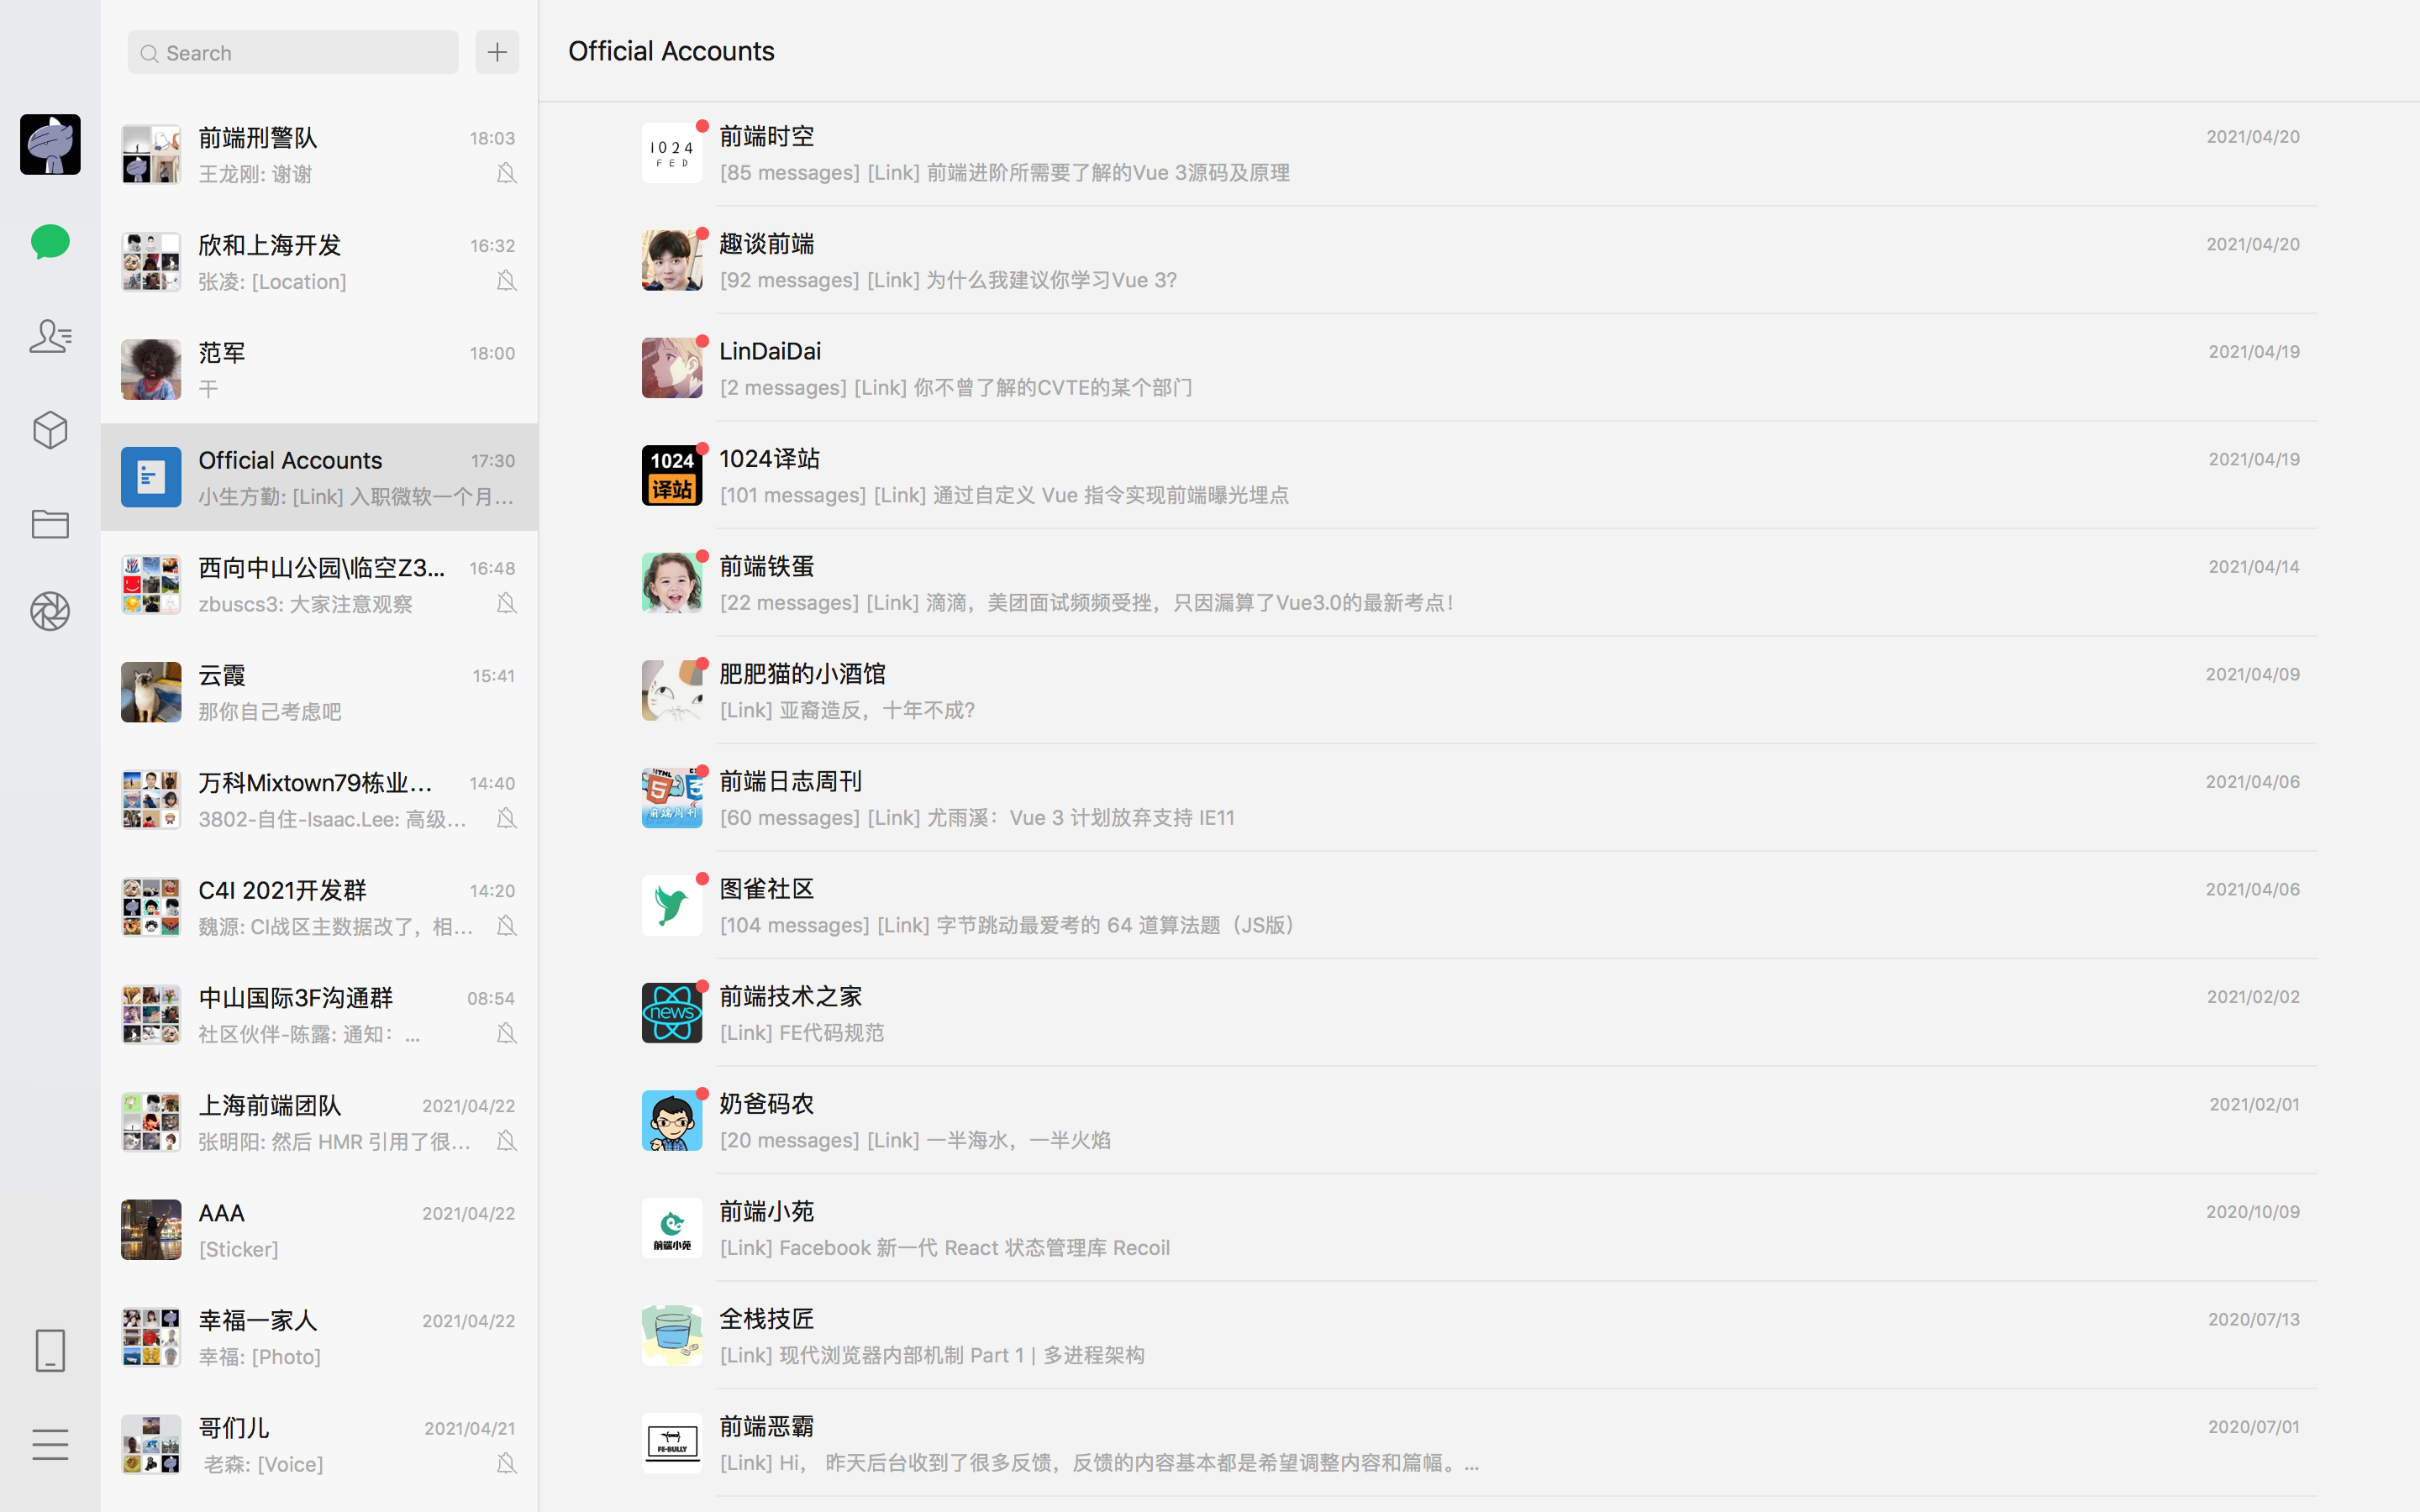 Search
前端刑警队
18:03
王龙刚: 谢谢
欣和上海开发
16:32
张凌: [Location]
范军
18:00
干
Official Accounts
17:30
小生方勤: [Link] 入职微软一个月...
西向中山公园\临空Z3...
16:48
zbuscs3: 大家注意观察
云霞
15:41
那你自己考虑吧
万科Mixtown79栋业...
14:40
3802-自住-Isaac.Lee: 高级...
C4I 2021开发群
14:20
魏源: CI战区主数据改了，相...
中山国际3F沟通群
08:54
社区伙伴-陈露: 通知： ...
上海前端团队
2021/04/22
张明阳: 然后 HMR 引用了很...
AAA
2021/04/22
[Sticker]
幸福一家人
2021/04/22
幸福: [Photo]
哥们儿
2021/04/21
老森: [Voice]
Official Accounts
1024
FED
前端时空
2021/04/20
[85 messages] [Link] 前端进阶所需要了解的Vue 3源码及原理
趣谈前端
2021/04/20
[92 messages] [Link] 为什么我建议你学习Vue 3?
LinDaiDai
2021/04/19
[2 messages] [Link] 你不曾了解的CVTE的某个部门
1024
译站
1024译站
2021/04/19
[101 messages] [Link] 通过自定义 Vue 指令实现前端曝光埋点
前端铁蛋
2021/04/14
[22 messages] [Link] 滴滴，美团面试频频受挫，只因漏算了Vue3.0的最新考点！
肥肥猫的小酒馆
2021/04/09
[Link] 亚裔造反，十年不成?
HTML
5
3
前端周刊
前端日志周刊
2021/04/06
[60 messages] [Link] 尤雨溪：Vue 3 计划放弃支持 IE11
图雀社区
2021/04/06
[104 messages] [Link] 字节跳动最爱考的 64 道算法题（JS版）
news
前端技术之家
2021/02/02
[Link] FE代码规范
奶爸码农
2021/02/01
[20 messages] [Link] 一半海水，一半火焰
前端小苑
前端小苑
2020/10/09
[Link] Facebook 新一代 React 状态管理库 Recoil
全栈技匠
2020/07/13
[Link] 现代浏览器内部机制 Part 1 | 多进程架构
FE-BULLY
前端恶霸
2020/07/01
[Link] Hi， 昨天后台收到了很多反馈，反馈的内容基本都是希望调整内容和篇幅。...